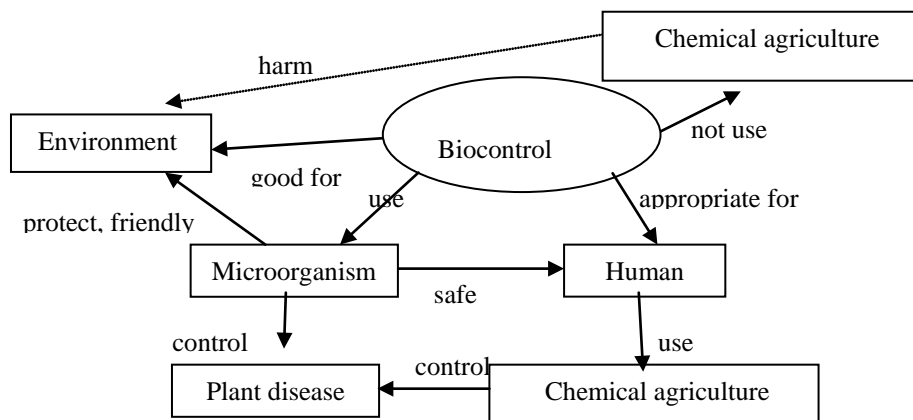 Chemical agriculture
harm
not use
Environment
Biocontrol
good for
use
appropriate for
protect, friendly
Microorganism
Human
safe
control
use
control
Plant disease
Chemical agriculture